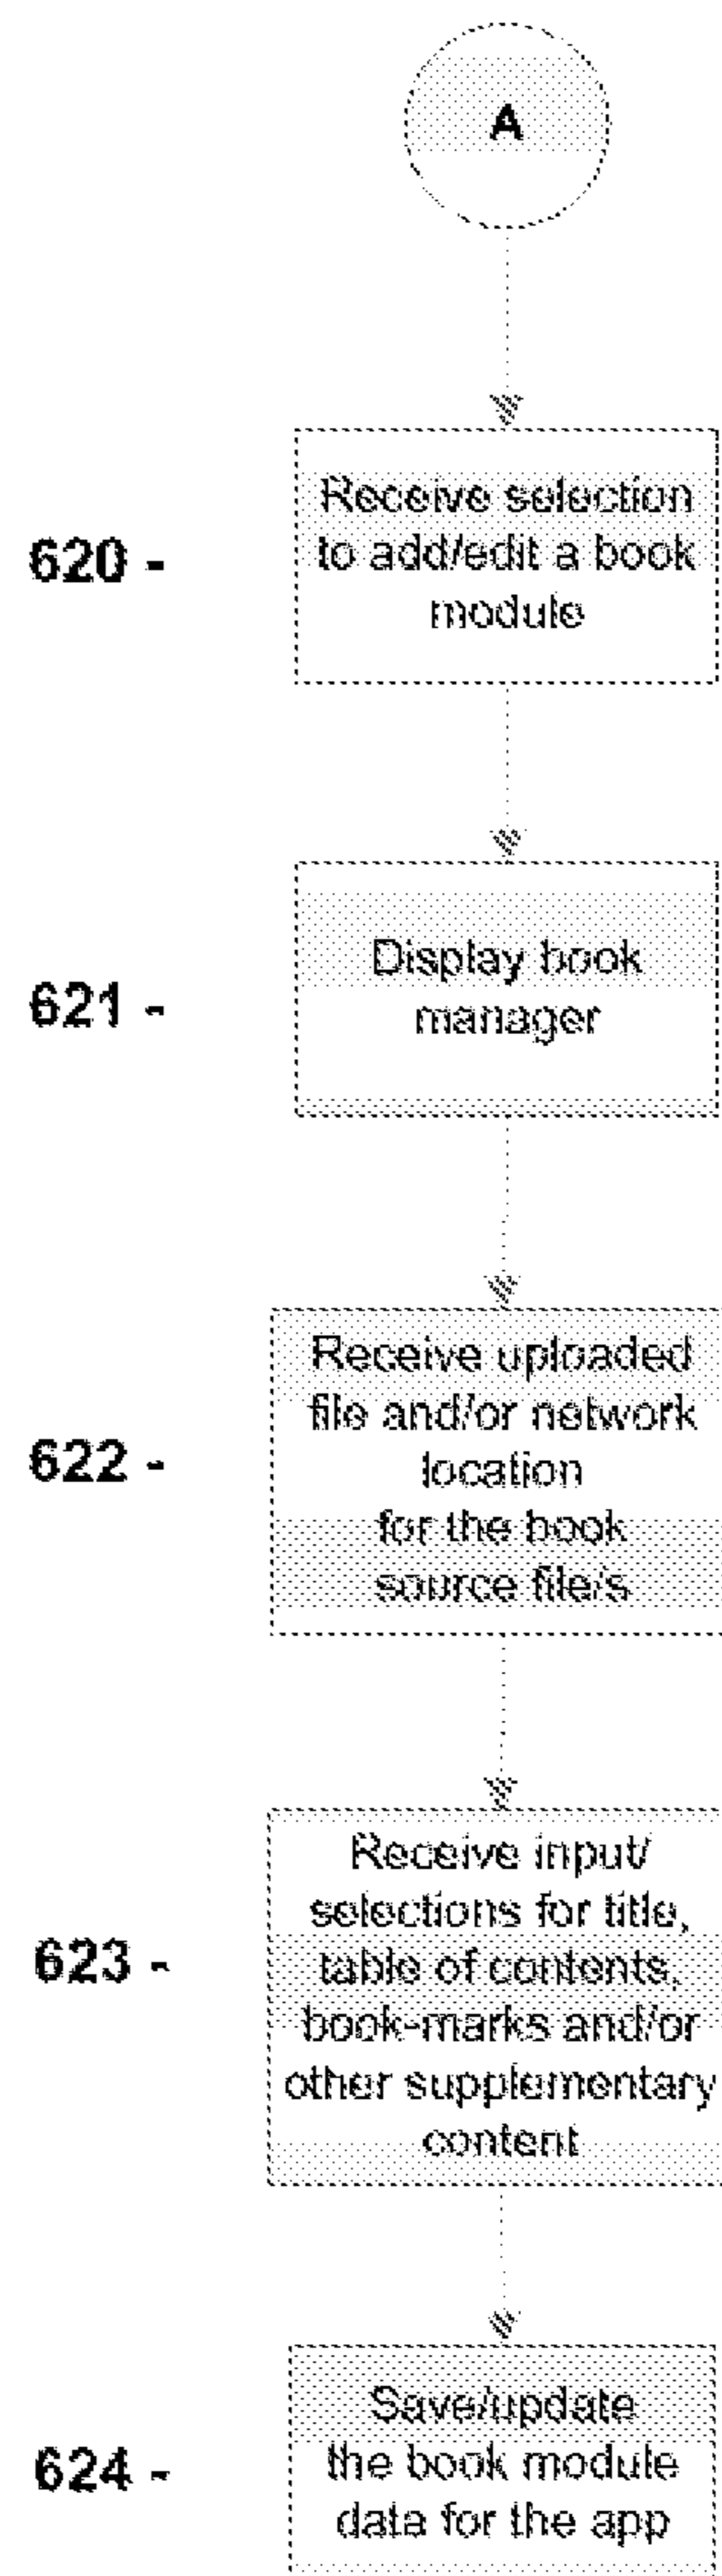 A
620 -
Receive selection
to add/edit a book
module
621 -
Display book
manager
622 -
Receive uploaded
file and/or network
location
for the book
source file/s
623 -
Receive input/
selections for title,
table of contents,
book-marks and/or
other supplementary
content
624 -
Save/update
the book module
data for the app